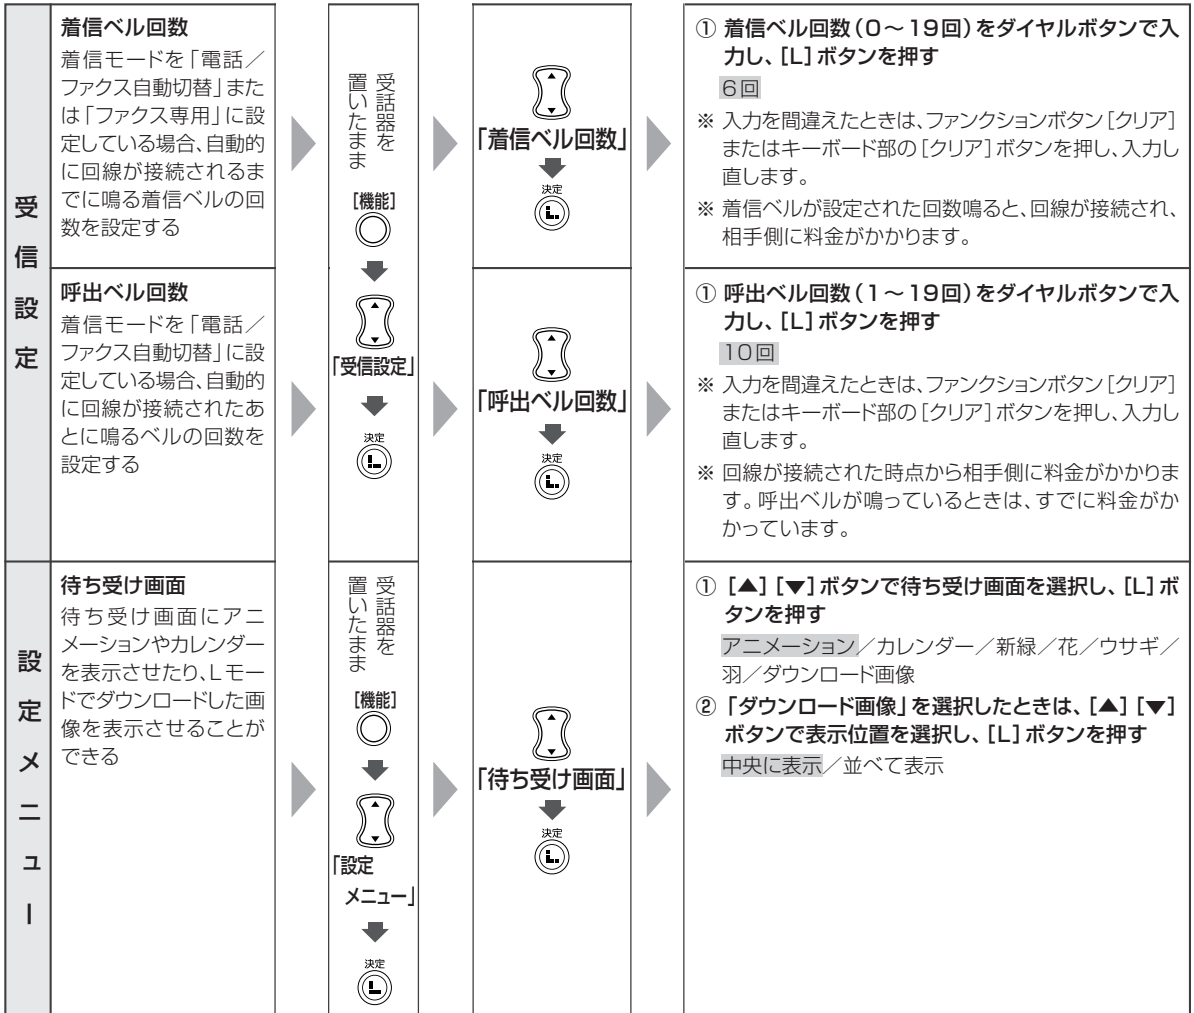 受信設定
着信ベル回数
着信モードを「電話／
ファクス自動切替」また
は「ファクス専用」に設
定している場合、自動的
に回線が接続されるま
でに鳴る着信ベルの回
数を設定する
受話器を
置いたまま
[機能]
「受信設定」
決定
「着信ベル回数」
決定
① 着信ベル回数（0～19回）をダイヤルボタンで入
力し、[L]ボタンを押す
6回
※ 入力を間違えたときは、ファンクションボタン[クリア]
またはキーボード部の[クリア]ボタンを押し、入力し
直します。
※ 着信ベルが設定された回数鳴ると、回線が接続され、
相手側に料金がかかります。
呼出ベル回数
着信モードを「電話／
ファクス自動切替」に設
定している場合、自動的
に回線が接続されたあ
とに鳴るベルの回数を
設定する
「呼出ベル回数」
決定
① 呼出ベル回数（1～19回）をダイヤルボタンで入
力し、[L]ボタンを押す
10回
※ 入力を間違えたときは、ファンクションボタン[クリア]
またはキーボード部の[クリア]ボタンを押し、入力し
直します。
※ 回線が接続された時点から相手側に料金がかかりま
す。呼出ベルが鳴っているときは、すでに料金がか
かっています。
設定メニュー
待ち受け画面
待ち受け画面にアニ
メーションやカレンダー
を表示させたり、Lモー
ドでダウンロードした画
像を表示させることが
できる
受話器を
置いたまま
[機能]
「設定
メニュー」
決定
「待ち受け画面」
決定
① [▲][▼]ボタンで待ち受け画面を選択し、[L]ボ
タンを押す
アニメーション／カレンダー／新緑／花／ウサギ／
羽／ダウンロード画像
② 「ダウンロード画像」を選択したときは、[▲][▼]
ボタンで表示位置を選択し、[L]ボタンを押す
中央に表示／並べて表示